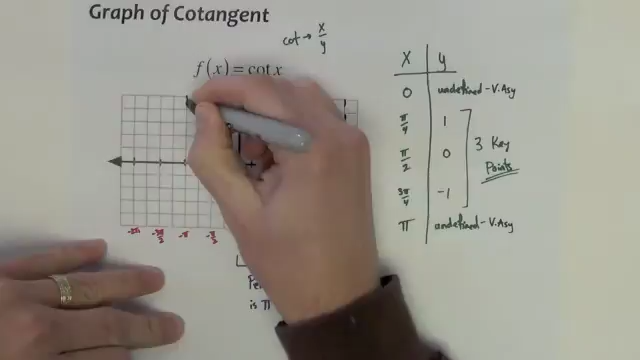 Graph of Cotangent
cot → x/y
f(x) = cot x
x y
0 undefined - V.Asy
π/4 1
π/2 0
3π/4 -1
π undefined - V.Asy
3 Key
Points
-2π -3π/2 -π -π/2
is π